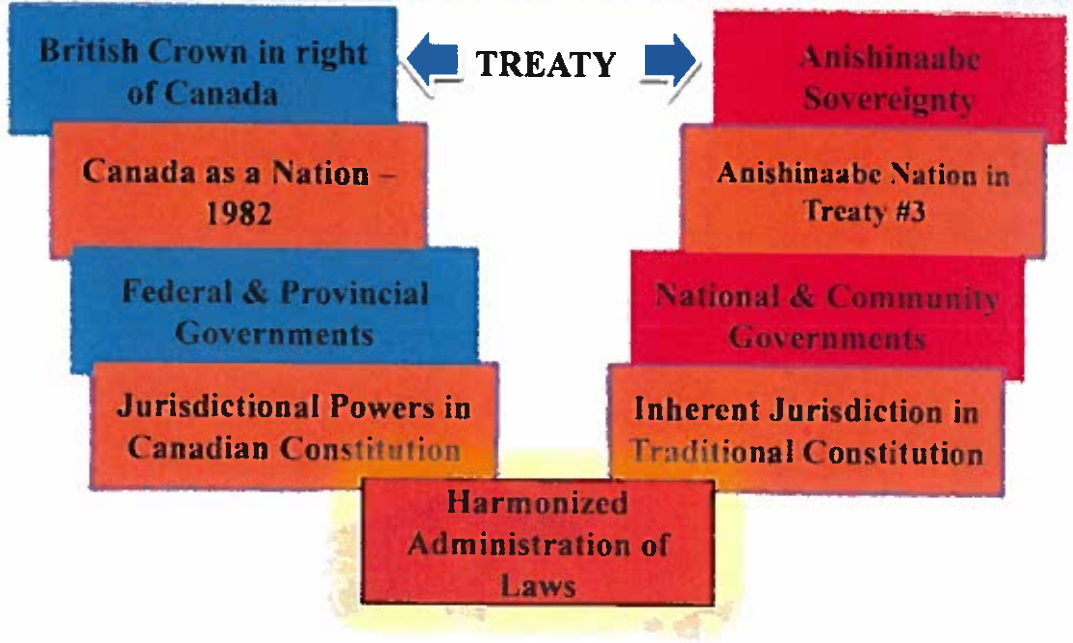 British Crown in right
of Canada
TREATY
Anishinaabe
Sovereignty
Canada as a Nation –
1982
Anishinaabe Nation in
Treaty #3
Federal & Provincial
Governments
National & Community
Governments
Jurisdictional Powers in
Canadian Constitution
Inherent Jurisdiction in
Traditional Constitution
Harmonized
Administration of
Laws